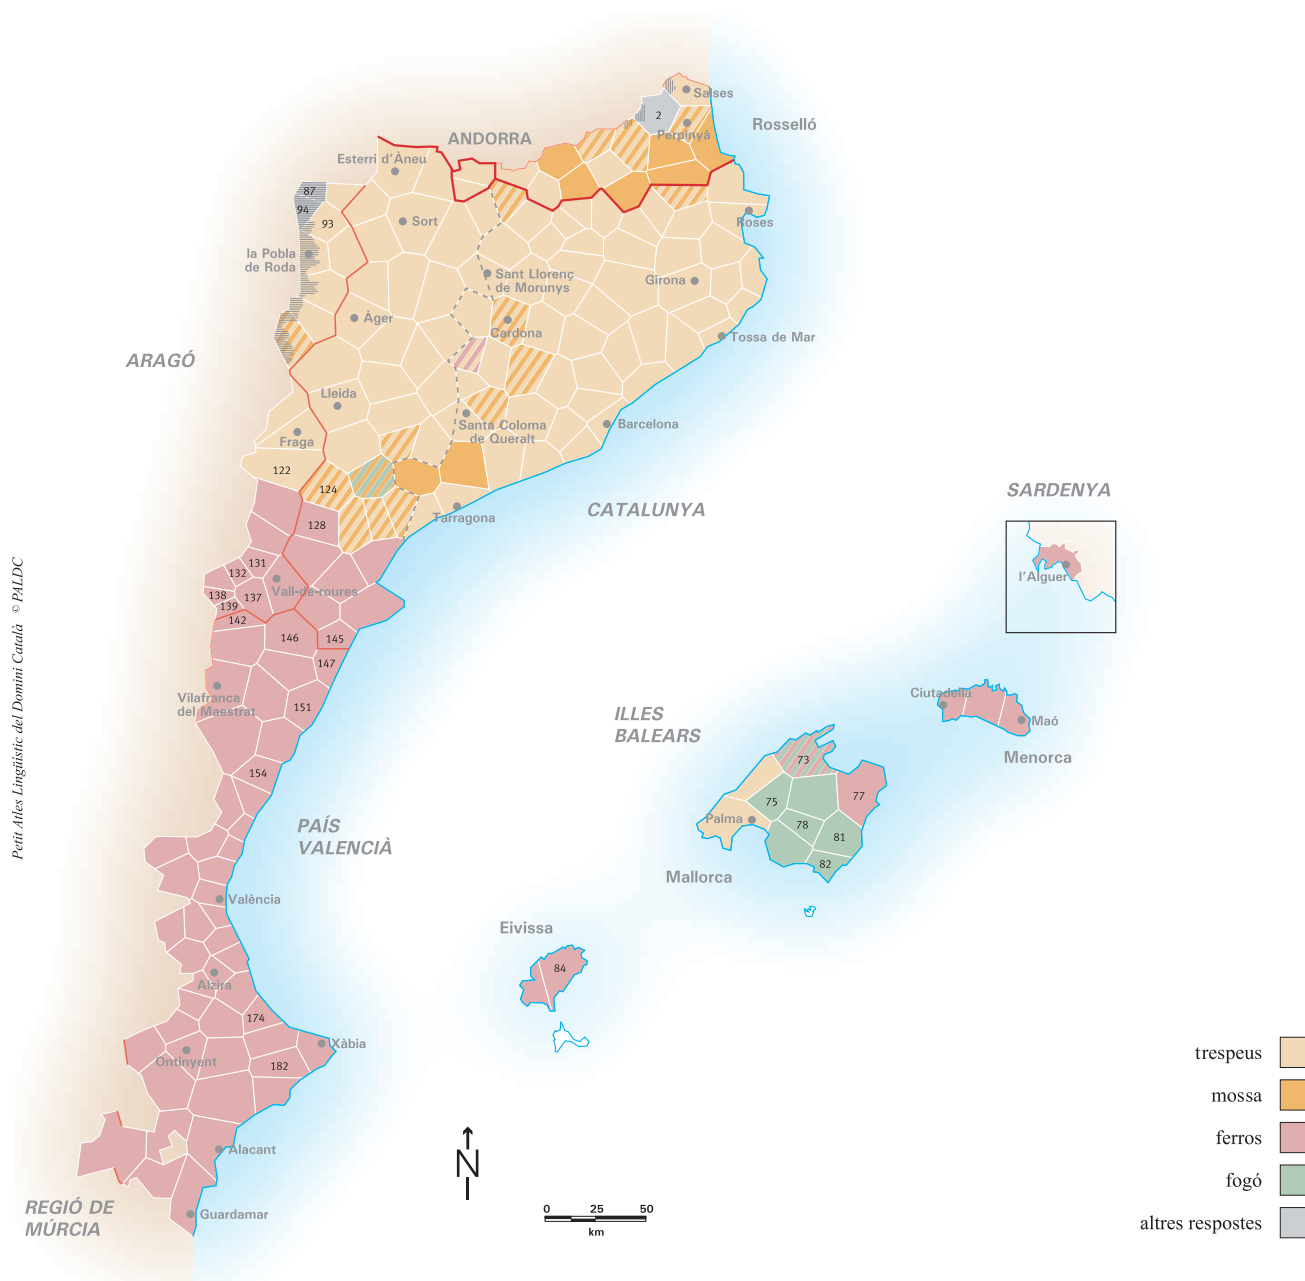 Salses
2
Rosselló
Perpinyà
ANDORRA
Esterri d'Àneu
87
94
93
Sort
Roses
la Pobla
de Roda
Sant Llorenç
de Morunys
Girona
Àger
Cardona
Tossa de Mar
ARAGÓ
Lleida
Santa Coloma
de Queralt
Barcelona
Fraga
122
124
SARDENYA
CATALUNYA
Tarragona
128
131
132
l'Alguer
Vall-de-roures
138
137
139
142
146
145
147
Vilafranca
del Maestrat
151
Ciutadella
Maó
ILLES
BALEARS
Menorca
73
154
75
77
Palma
78
81
82
PAÍS
VALENCIÀ
Mallorca
València
Eivissa
84
Alzira
174
Xàbia
Ontinyent
182
Alacant
REGIÓ DE
MÚRCIA
Guardamar
N
0 25 50
km
trespeus
mossa
ferros
fogó
altres respostes
Petit Atles Lingüístic del Domini Català © PALDC